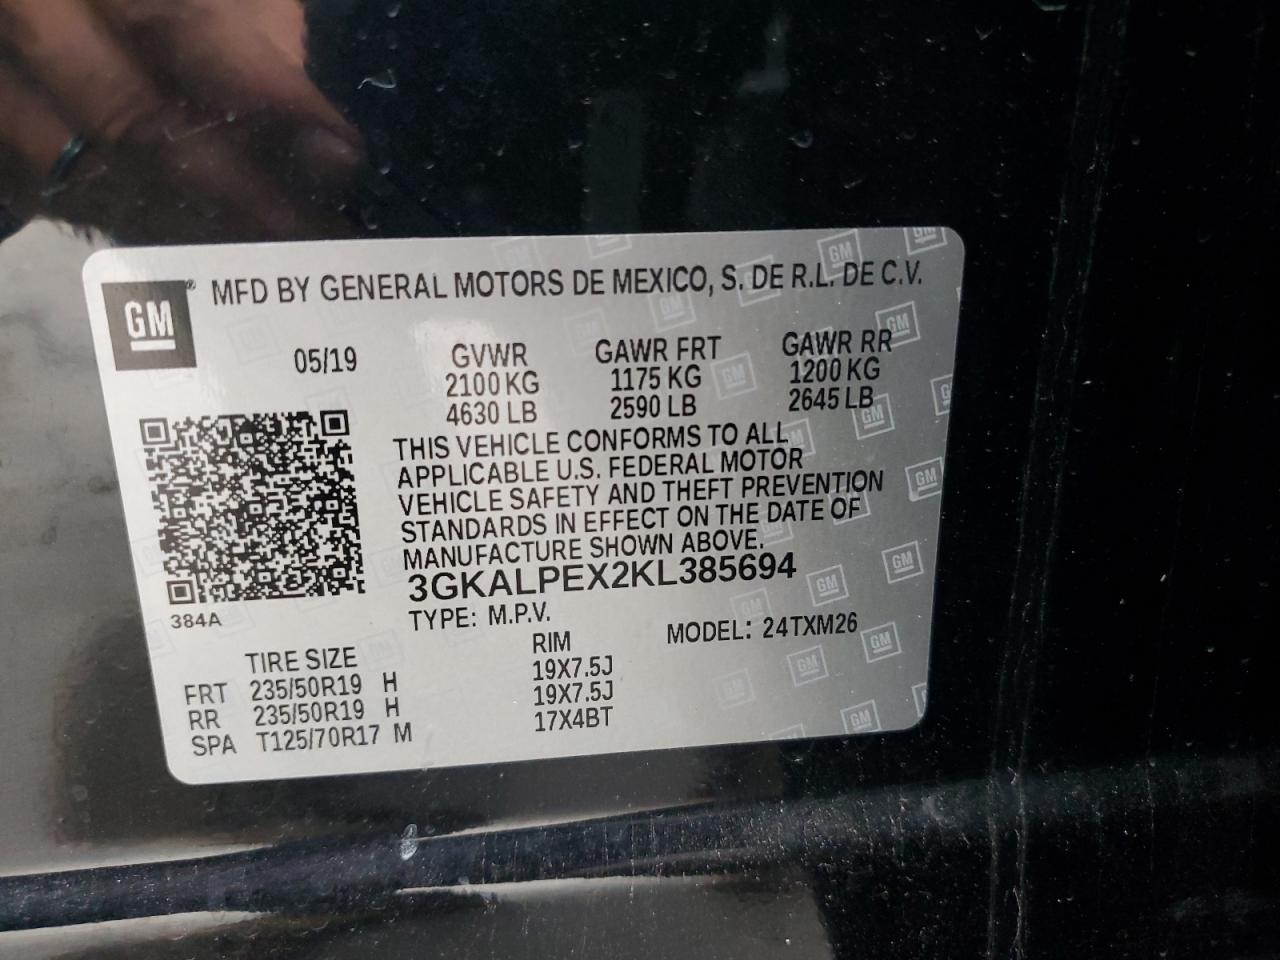 GM ® MFD BY GENERAL MOTORS DE MEXICO, S. DE R.L. DE C.V.
05/19 GVWR GAWR FRT GAWR RR
2100 KG 1175 KG 1200 KG
4630 LB 2590 LB 2645 LB
THIS VEHICLE CONFORMS TO ALL
APPLICABLE U.S. FEDERAL MOTOR
VEHICLE SAFETY AND THEFT PREVENTION
STANDARDS IN EFFECT ON THE DATE OF
MANUFACTURE SHOWN ABOVE.
3GKALPEX2KL385694
384A
TYPE: M.P.V. MODEL: 24TXM26
TIRE SIZE RIM
FRT 235/50R19 H 19X7.5J
RR 235/50R19 H 19X7.5J
SPA T125/70R17 M 17X4BT